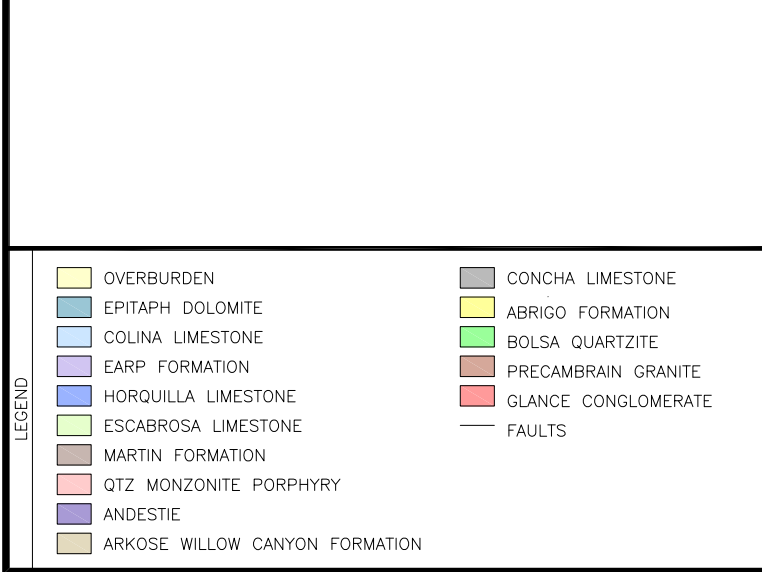 LEGEND
OVERBURDEN
EPITAPH DOLOMITE
COLINA LIMESTONE
EARP FORMATION
HORQUILLA LIMESTONE
ESCABROSA LIMESTONE
MARTIN FORMATION
QTZ MONZONITE PORPHYRY
ANDESTIE
ARKOSE WILLOW CANYON FORMATION
CONCHA LIMESTONE
ABRIGO FORMATION
BOLSA QUARTZITE
PRECAMBRAIN GRANITE
GLANCE CONGLOMERATE
FAULTS